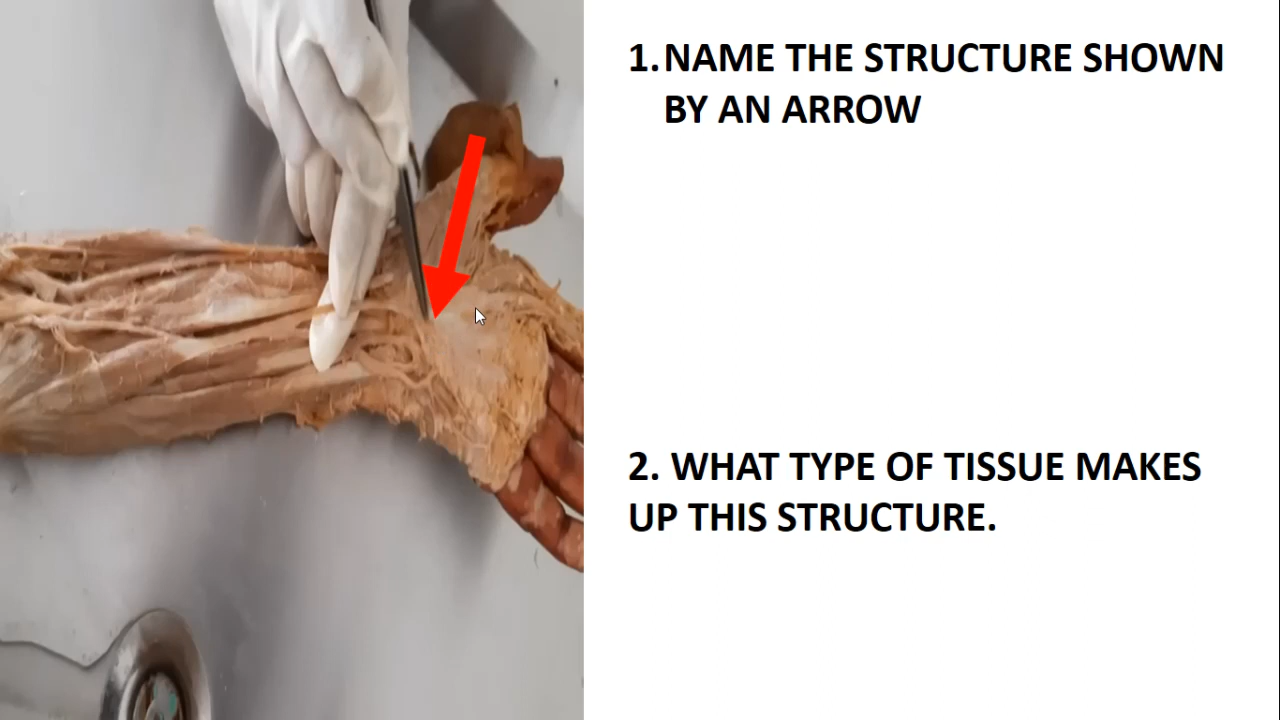 1. NAME THE STRUCTURE SHOWN
BY AN ARROW
2. WHAT TYPE OF TISSUE MAKES
UP THIS STRUCTURE.